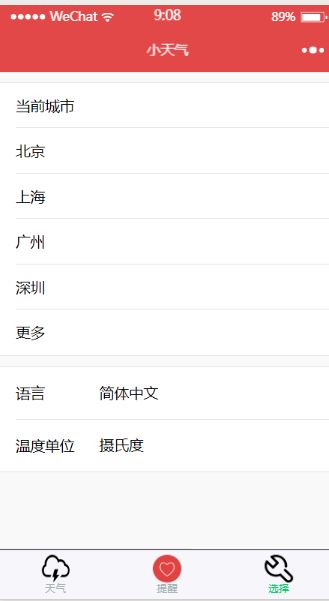 ●●●●● WeChat 9:08 89%
小天气
当前城市
北京
上海
广州
深圳
更多
语言 简体中文
温度单位 摄氏度
天气 提醒 选择